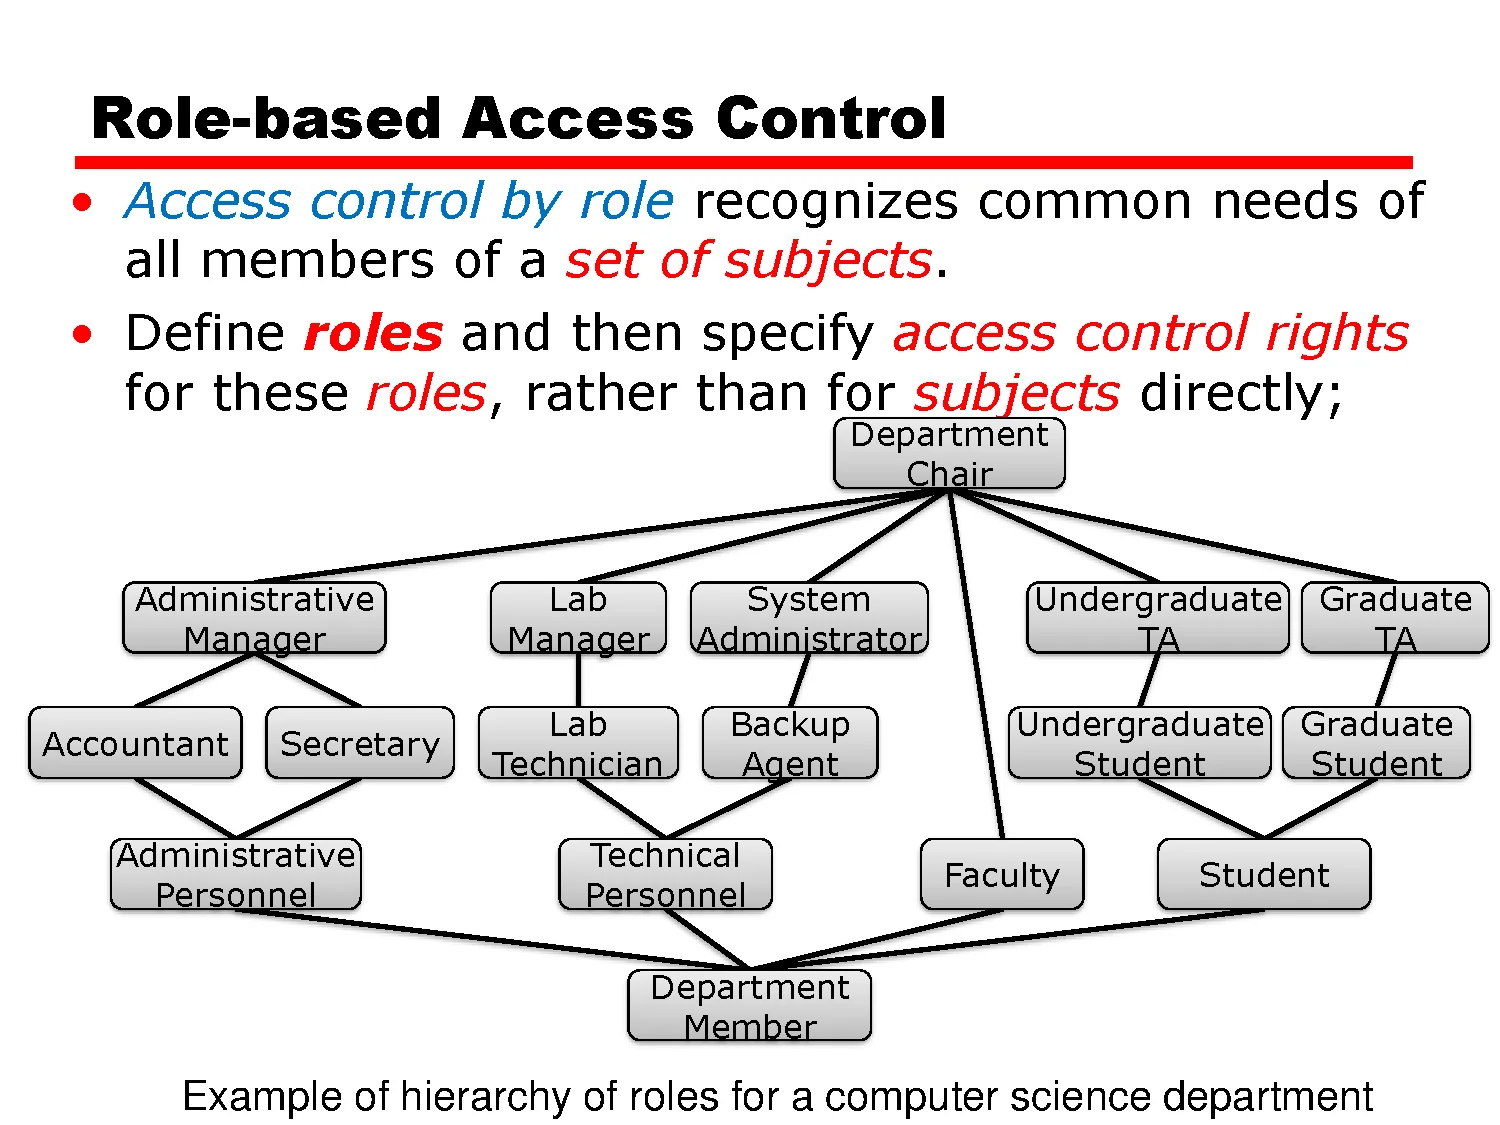 Role-based Access Control
• Access control by role recognizes common needs of
all members of a set of subjects.
• Define roles and then specify access control rights
for these roles, rather than for subjects directly;
Department
Chair
Administrative
Manager
Lab
Manager
System
Administrator
Undergraduate
TA
Graduate
TA
Accountant
Secretary
Lab
Technician
Backup
Agent
Undergraduate
Student
Graduate
Student
Administrative
Personnel
Technical
Personnel
Faculty
Student
Department
Member
Example of hierarchy of roles for a computer science department